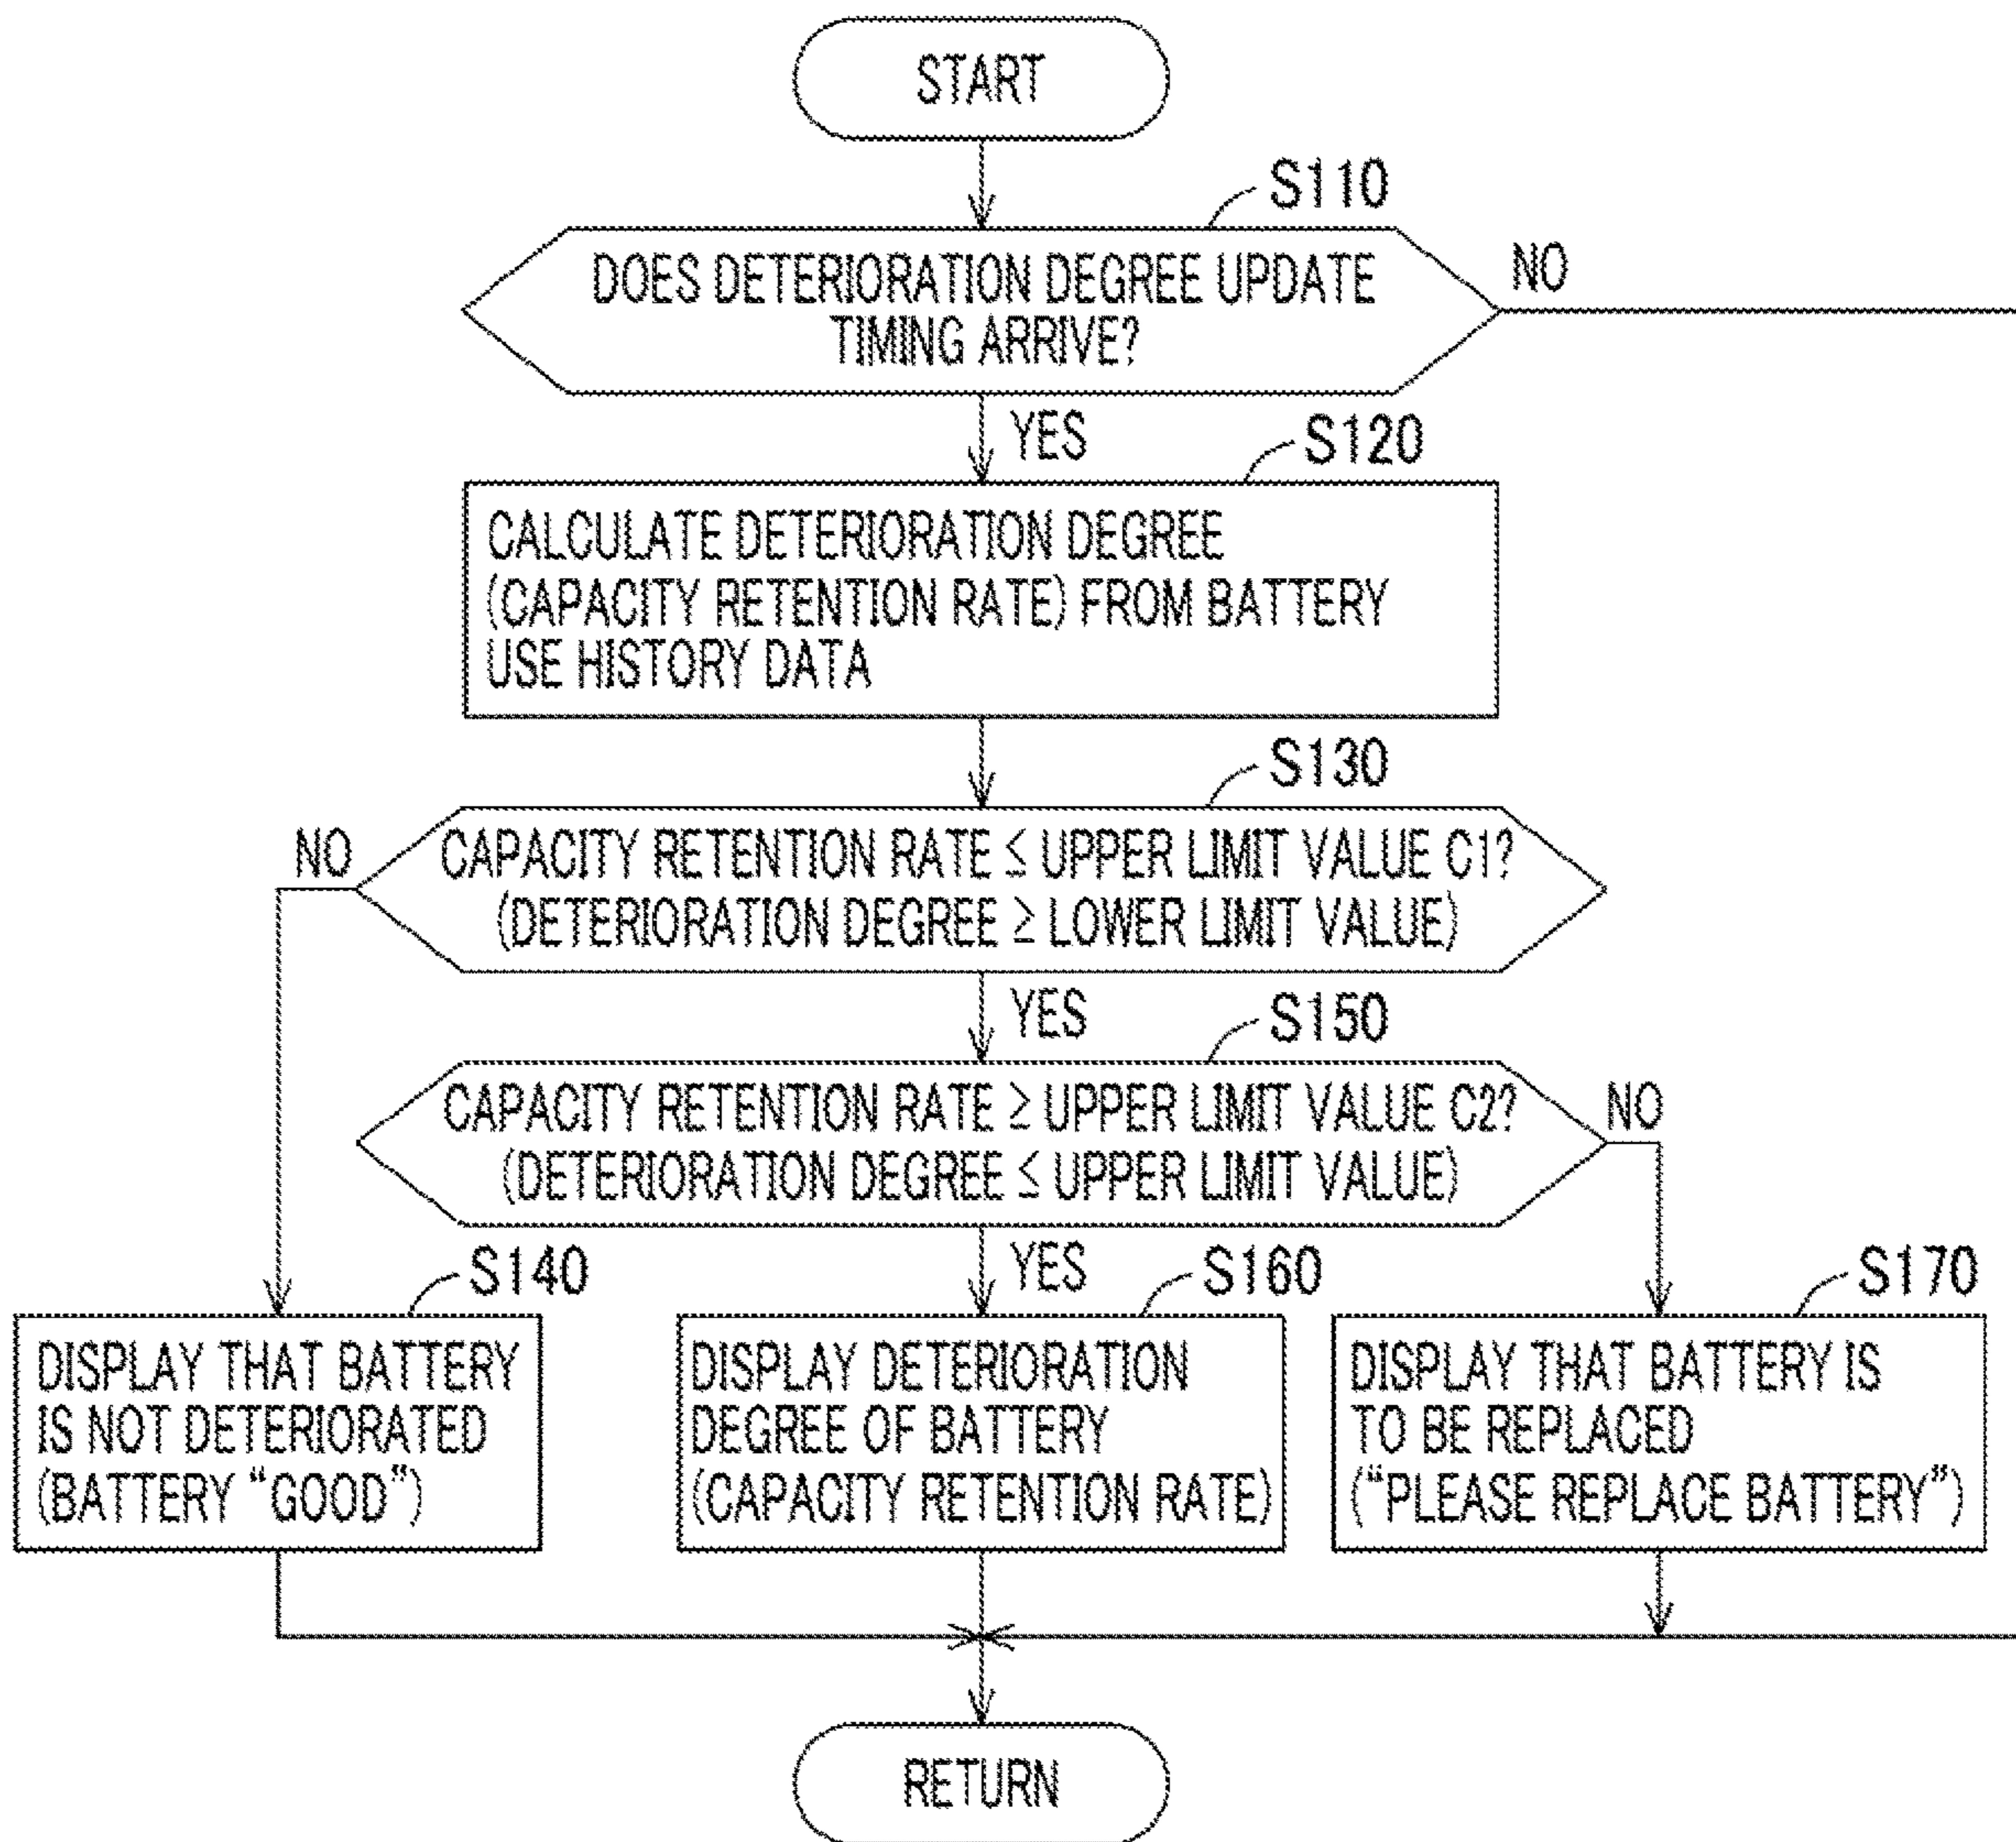 START
S110
DOES DETERIORATION DEGREE UPDATE
TIMING ARRIVE?
NO
YES
S120
CALCULATE DETERIORATION DEGREE
(CAPACITY RETENTION RATE) FROM BATTERY
USE HISTORY DATA
S130
NO
CAPACITY RETENTION RATE ≤ UPPER LIMIT VALUE C1?
(DETERIORATION DEGREE ≥ LOWER LIMIT VALUE)
YES
S150
CAPACITY RETENTION RATE ≥ UPPER LIMIT VALUE C2?
(DETERIORATION DEGREE ≤ UPPER LIMIT VALUE)
NO
YES
S140
DISPLAY THAT BATTERY
IS NOT DETERIORATED
(BATTERY “GOOD”)
S160
DISPLAY DETERIORATION
DEGREE OF BATTERY
(CAPACITY RETENTION RATE)
S170
DISPLAY THAT BATTERY IS
TO BE REPLACED
(“PLEASE REPLACE BATTERY”)
RETURN